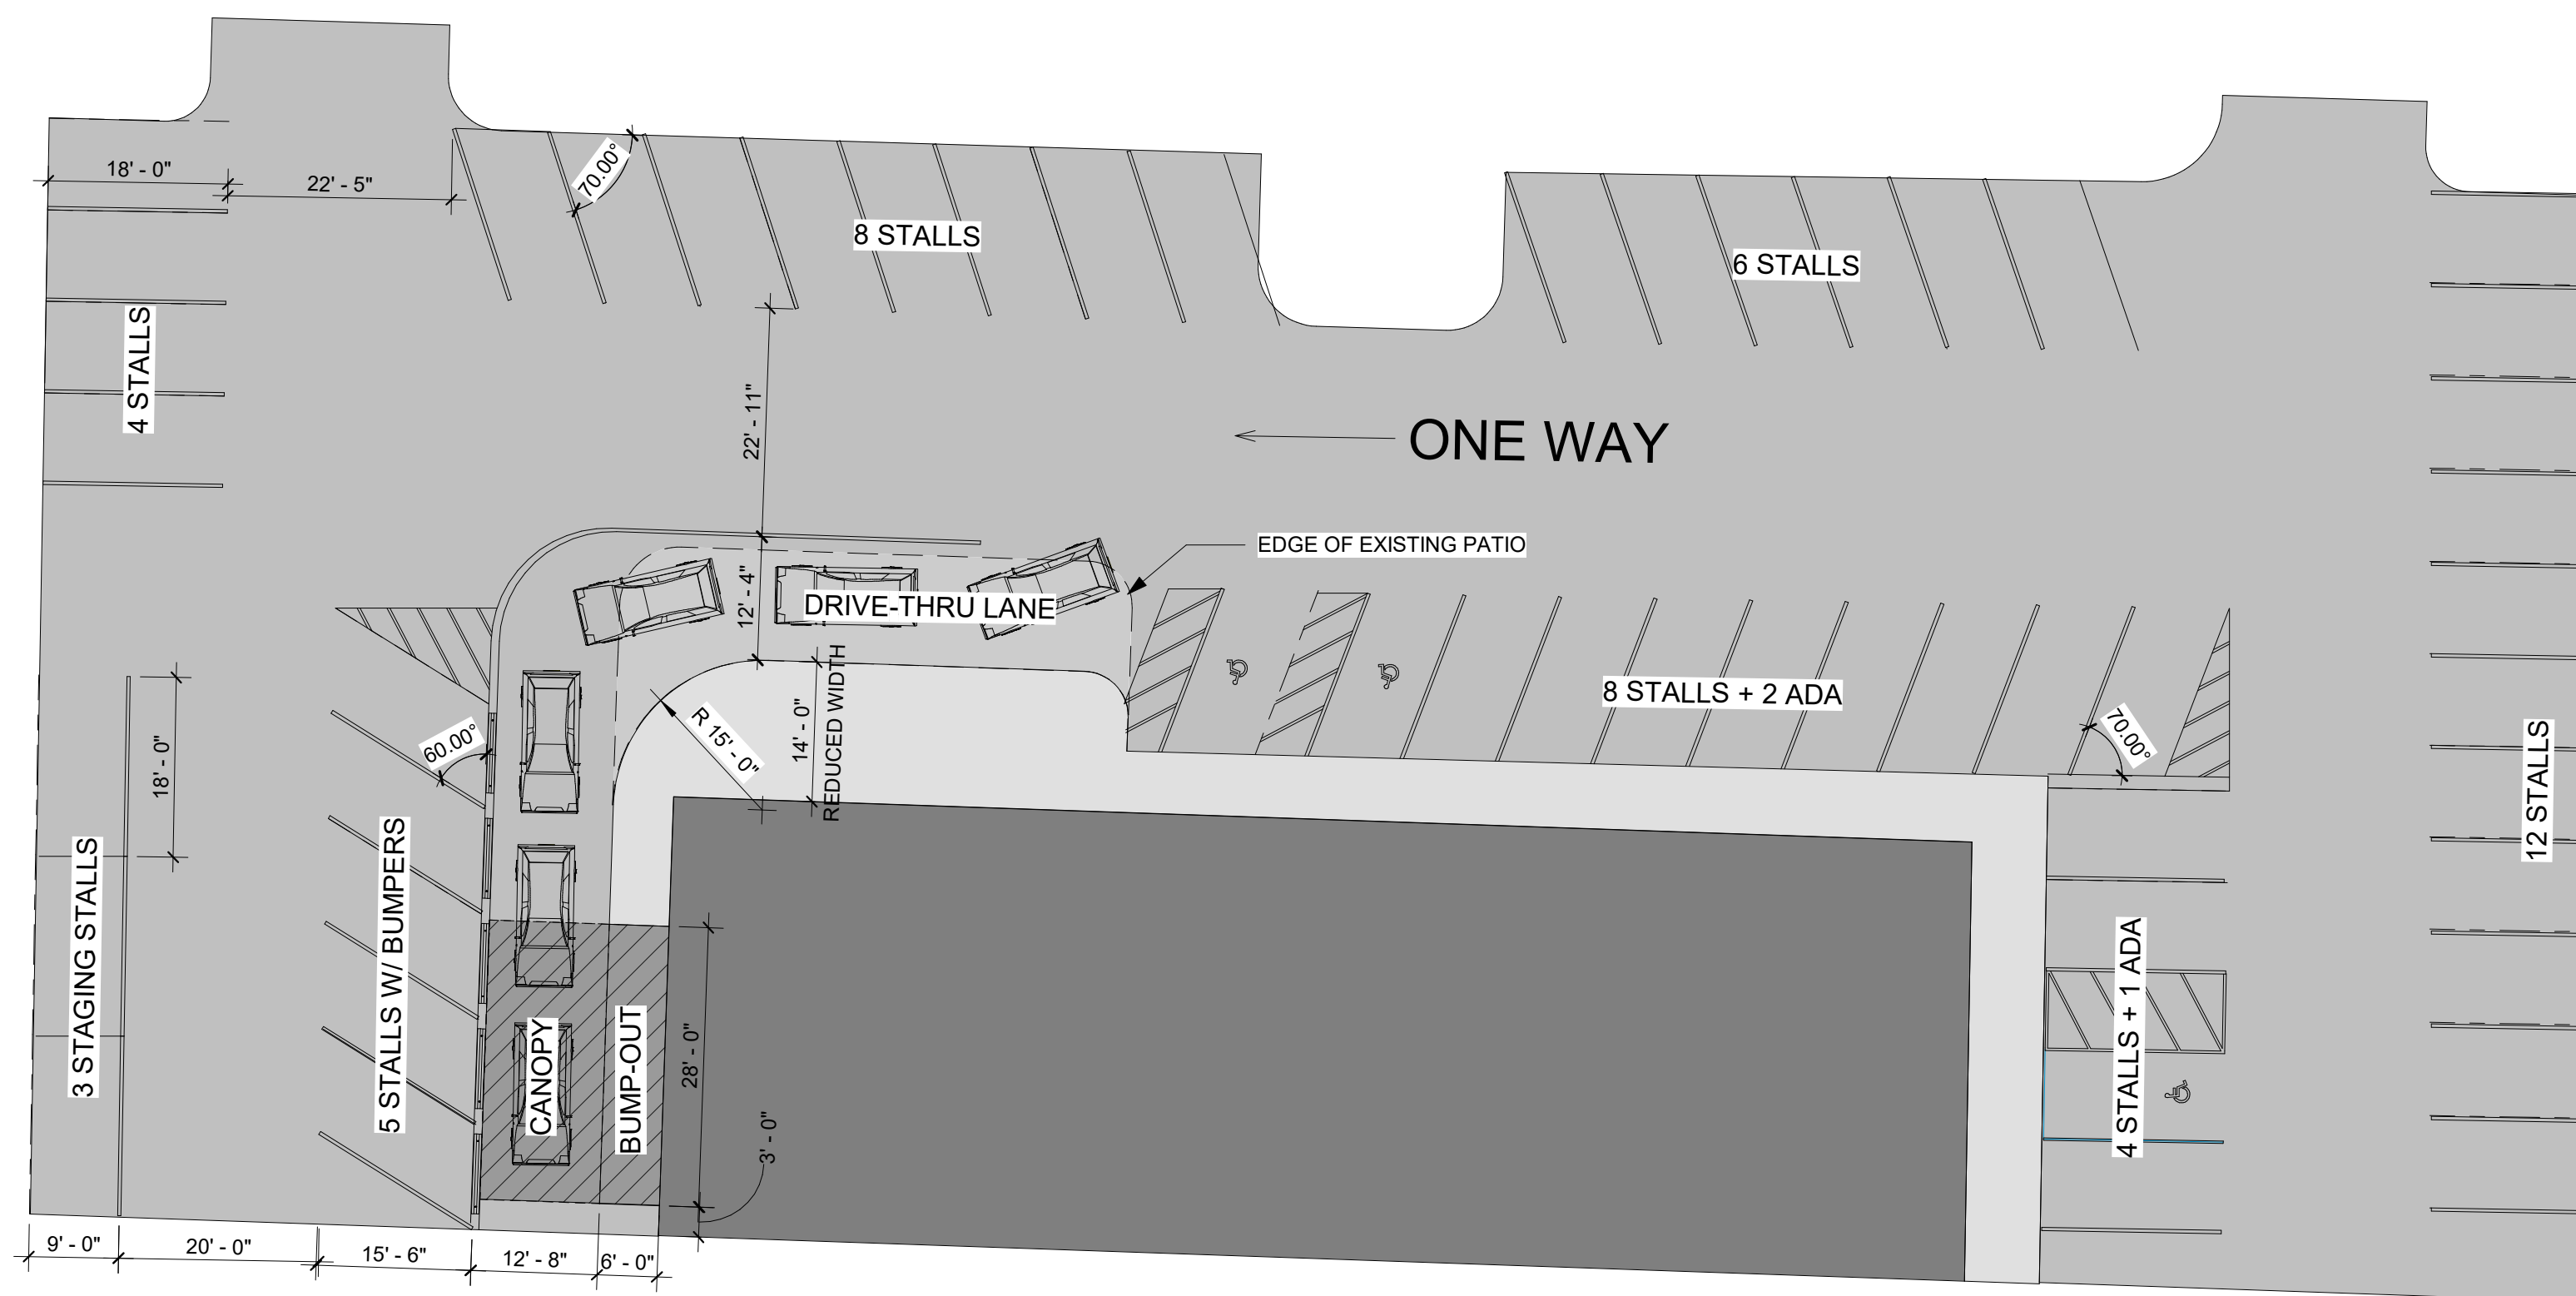 18' - 0"
22' - 5"
70.00°
8 STALLS
6 STALLS
4 STALLS
22' - 11"
ONE WAY
EDGE OF EXISTING PATIO
12' - 4"
DRIVE-THRU LANE
8 STALLS + 2 ADA
70.00°
60.00°
18' - 0"
R 15' - 0"
14' - 0"
REDUCED WIDTH
12 STALLS
3 STAGING STALLS
5 STALLS W/ BUMPERS
CANOPY
BUMP-OUT
28' - 0"
3' - 0"
4 STALLS + 1 ADA
9' - 0"
20' - 0"
15' - 6"
12' - 8"
6' - 0"